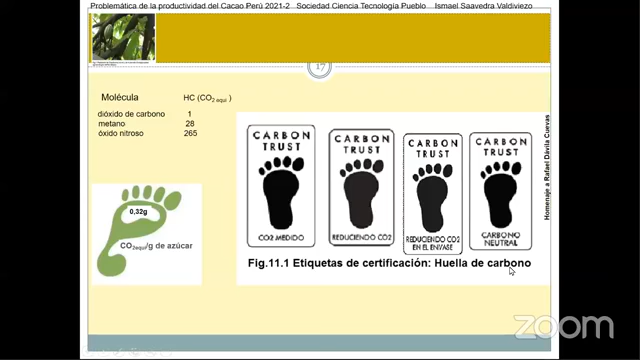 Problemática de la productividad del Cacao Perú 2021-2 Sociedad Ciencia Tecnología Pueblo Ismael Saavedra Valdiviezo
17
Molécula HC (CO2 equi )
dióxido de carbono 1
metano 28
óxido nitroso 265
0,32g
CO2equi/g de azúcar
CARBON
TRUST
CO2 MEDIDO
CARBON
TRUST
REDUCIENDO CO2
CARBON
TRUST
REDUCIENDO CO2
EN EL ENVASE
CARBON
TRUST
CARBONO
NEUTRAL
Fig.11.1 Etiquetas de certificación: Huella de carbono
Homenaje a Rafael Dávila Cuevas
zoom